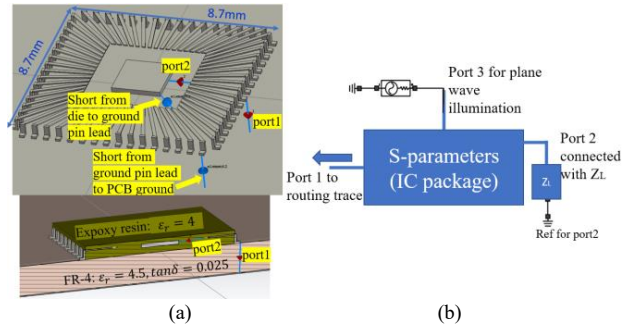 8.7mm
8.7mm
port2
Short from
die to ground
pin lead
port1
Short from
ground pin lead
to PCB ground
Expoxy resin: εr = 4
port2
port1
FR-4: εr = 4.5, tanδ = 0.025
(a)
Port 3 for plane
wave
illumination
Port 1 to
routing trace
S-parameters
(IC package)
Port 2
connected
with ZL
ZL
Ref for port2
(b)